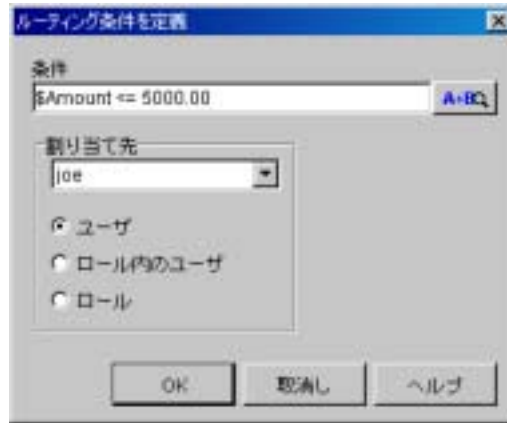 ルーティング条件を定義
条件
$Amount <= 5000.00
A+B
割り当て先
joe
ユーザ
ロール内のユーザ
ロール
OK 取消し ヘルプ